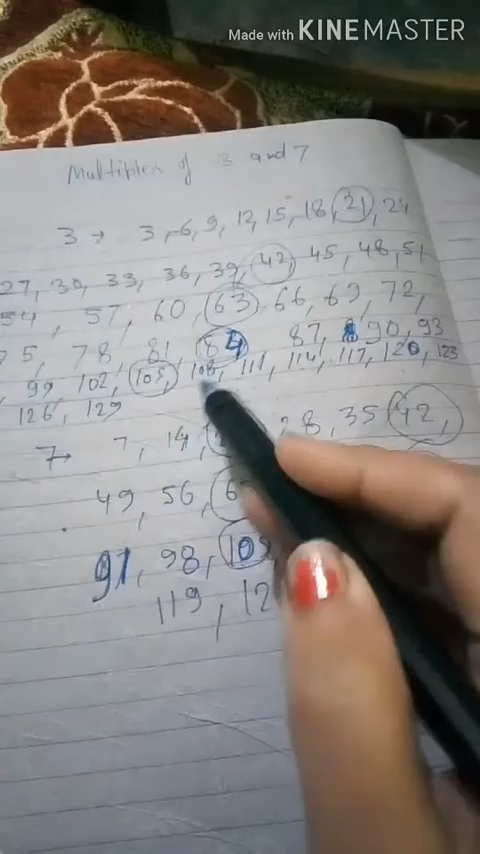 Made with KINEMASTER
Multiples of 3 and 7
3 → 3, 6, 9, 12, 15, 18, 21, 24
27, 30, 33, 36, 39, 42, 45, 48, 51
54, 57, 60, 63, 66, 69, 72,
75, 78, 81, 84 87, 90, 93
99, 102, 105, 108, 111, 114, 117, 120, 123
126, 129
7→ 7, 14, 28, 35 42,
49, 56,
91, 98, 105
119,